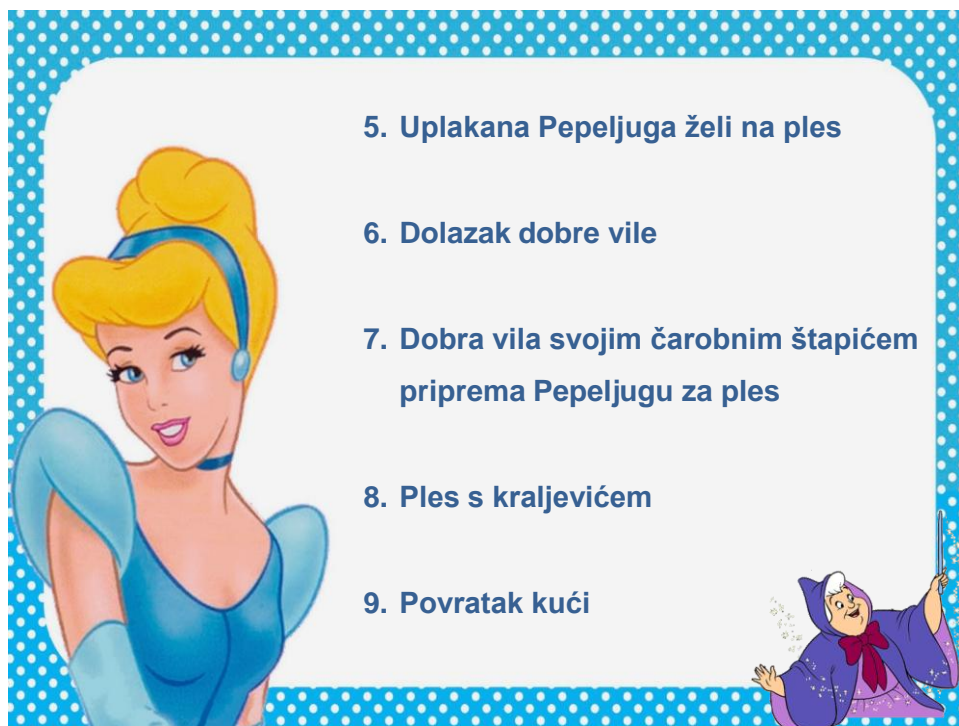 5. Uplakana Pepeljuga želi na ples
6. Dolazak dobre vile
7. Dobra vila svojim čarobnim štapićem
priprema Pepeljugu za ples
8. Ples s kraljevićem
9. Povratak kući